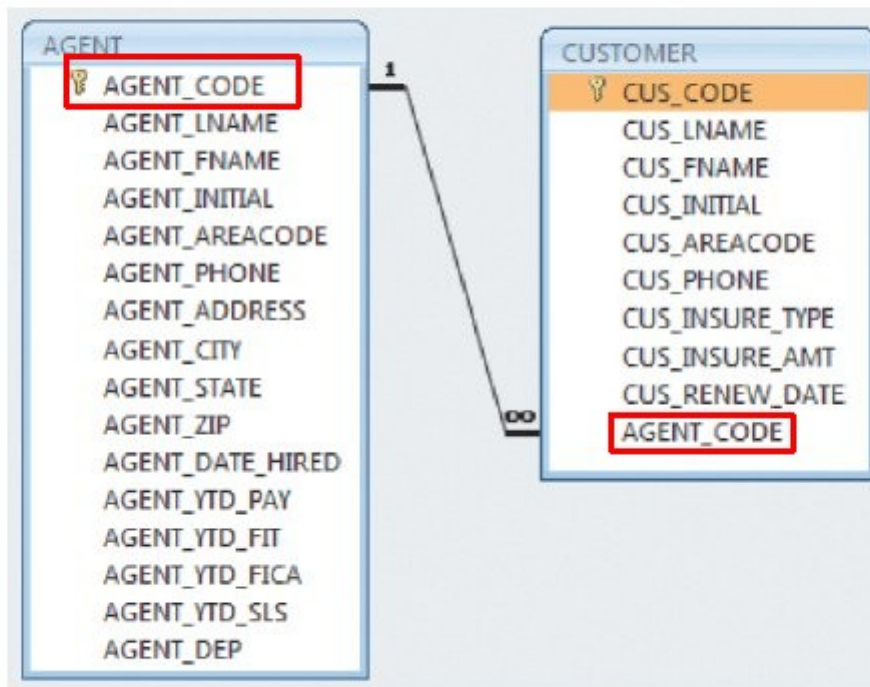 AGENT
AGENT_CODE
AGENT_LNAME
AGENT_FNAME
AGENT_INITIAL
AGENT_AREACODE
AGENT_PHONE
AGENT_ADDRESS
AGENT_CITY
AGENT_STATE
AGENT_ZIP
AGENT_DATE_HIRED
AGENT_YTD_PAY
AGENT_YTD_FIT
AGENT_YTD_FICA
AGENT_YTD_SLS
AGENT_DEP
1
∞
CUSTOMER
CUS_CODE
CUS_LNAME
CUS_FNAME
CUS_INITIAL
CUS_AREACODE
CUS_PHONE
CUS_INSURE_TYPE
CUS_INSURE_AMT
CUS_RENEW_DATE
AGENT_CODE